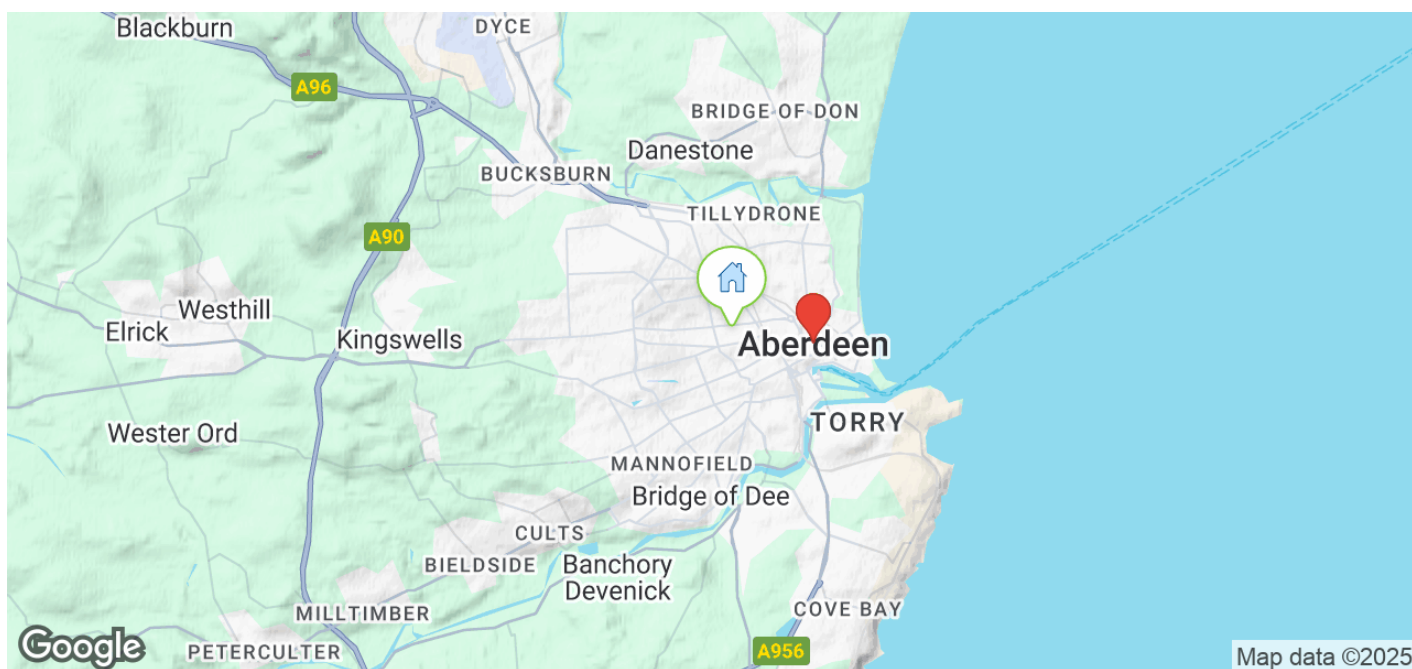 Blackburn
DYCE
A96
BRIDGE OF DON
Danestone
BUCKSBURN
TILLYDRONE
A90
Westhill
Elrick
Kingswells
Aberdeen
TORRY
Wester Ord
MANNOFIELD
Bridge of Dee
CULTS
BIELDSIDE
Banchory
Devenick
MILLTIMBER
COVE BAY
PETERCULTER
A956
Google
Map data ©2025